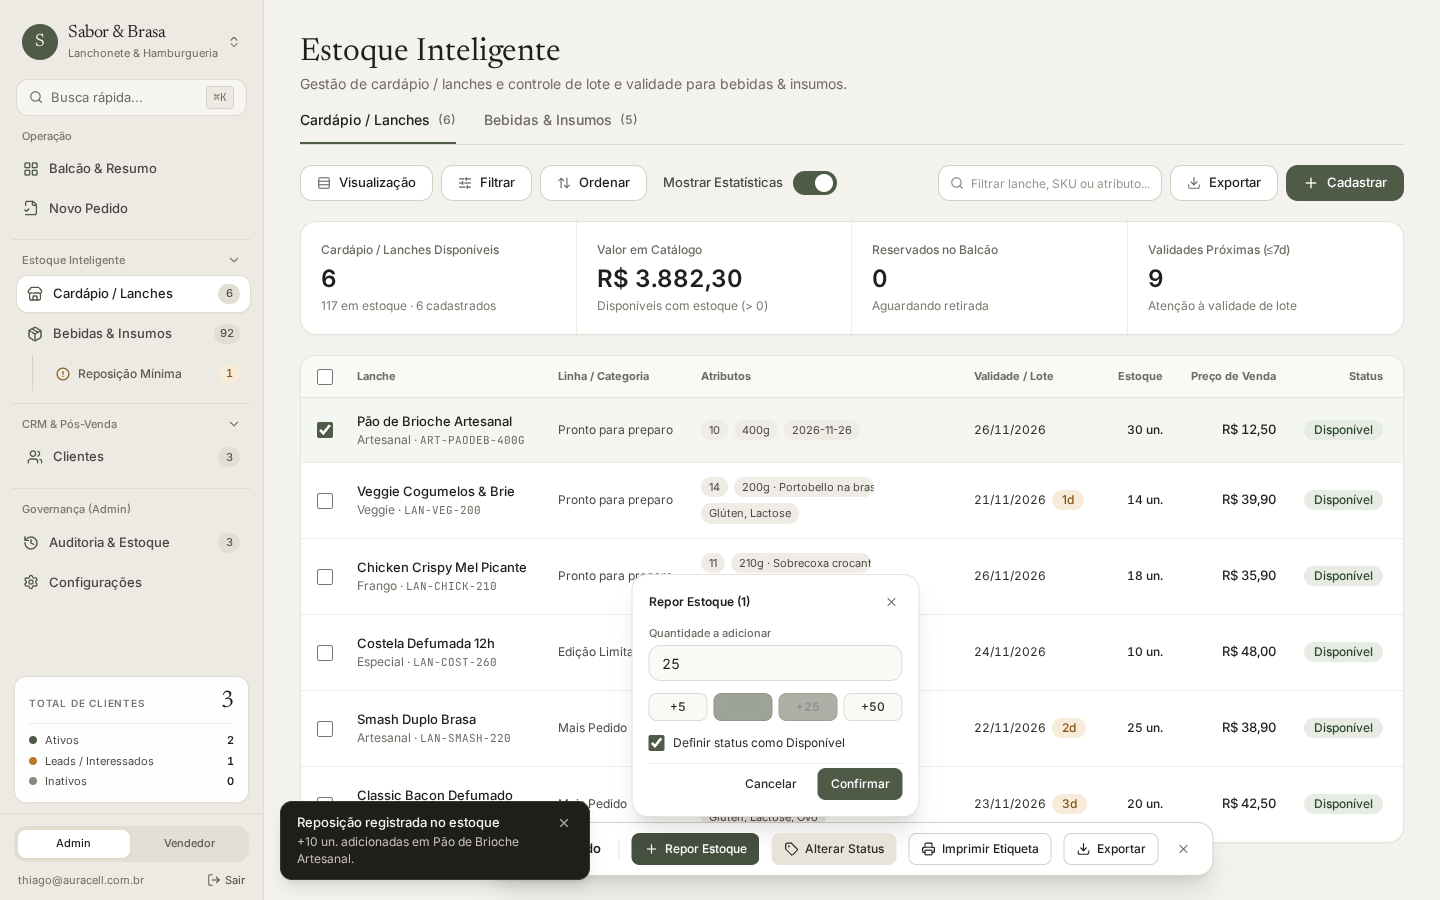 S
Sabor & Brasa
Lanchonete & Hamburgueria
Busca rápida...
⌘K
Operação
Balcão & Resumo
Novo Pedido
Estoque Inteligente
Cardápio / Lanches
6
Bebidas & Insumos
92
Reposição Mínima
1
CRM & Pós-Venda
Clientes
3
Governança (Admin)
Auditoria & Estoque
3
Configurações
TOTAL DE CLIENTES
3
Ativos
2
Leads / Interessados
1
Inativos
0
Admin
Vendedor
thiago@auracell.com.br
Sair
Estoque Inteligente
Gestão de cardápio / lanches e controle de lote e validade para bebidas & insumos.
Cardápio / Lanches (6)
Bebidas & Insumos (5)
Visualização
Filtrar
Ordenar
Mostrar Estatísticas
Filtrar lanche, SKU ou atributo...
Exportar
Cadastrar
Cardápio / Lanches Disponíveis
6
117 em estoque · 6 cadastrados
Valor em Catálogo
R$ 3.882,30
Disponíveis com estoque (> 0)
Reservados no Balcão
0
Aguardando retirada
Validades Próximas (≤7d)
9
Atenção à validade de lote
Lanche
Linha / Categoria
Atributos
Validade / Lote
Estoque
Preço de Venda
Status
Pão de Brioche Artesanal
Artesanal · ART-PAODEB-400G
Pronto para preparo
10
400g
2026-11-26
26/11/2026
30 un.
R$ 12,50
Disponível
Veggie Cogumelos & Brie
Veggie · LAN-VEG-200
Pronto para preparo
14
200g · Portobello na bras
Glúten, Lactose
21/11/2026
1d
14 un.
R$ 39,90
Disponível
Chicken Crispy Mel Picante
Frango · LAN-CHICK-210
Pronto para preparo
11
210g · Sobrecoxa crocant
26/11/2026
18 un.
R$ 35,90
Disponível
Costela Defumada 12h
Especial · LAN-COST-260
Edição Limita
24/11/2026
10 un.
R$ 48,00
Disponível
Smash Duplo Brasa
Artesanal · LAN-SMASH-220
Mais Pedido
22/11/2026
2d
25 un.
R$ 38,90
Disponível
Classic Bacon Defumado
Mais Pedido
Glúten, Lactose, Ovo
23/11/2026
3d
20 un.
R$ 42,50
Disponível
Repor Estoque (1)
Quantidade a adicionar
25
+5
+25
+50
Definir status como Disponível
Cancelar
Confirmar
Reposição registrada no estoque
+10 un. adicionadas em Pão de Brioche
Artesanal.
do
Repor Estoque
Alterar Status
Imprimir Etiqueta
Exportar